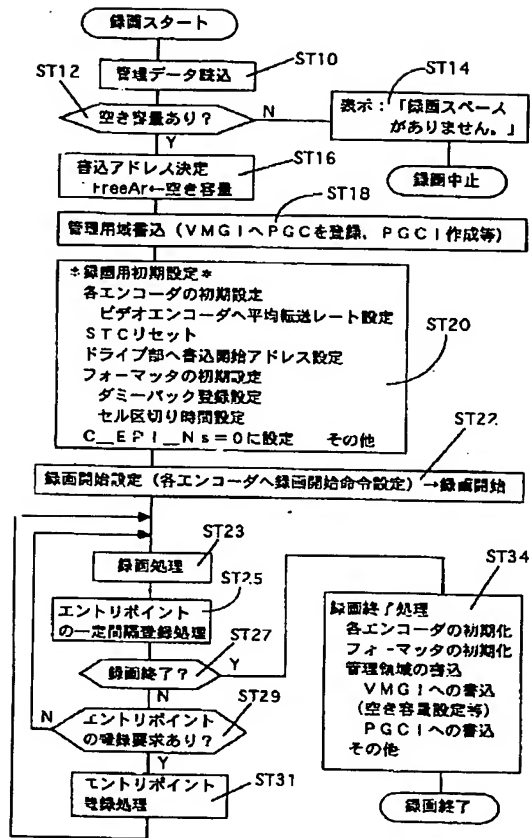 録画スタート
ST10
管理データ読込
ST12
空き容量あり?
N
Y
ST14
表示:「録画スペース
がありません。」
録画中止
ST16
書込アドレス決定
FreeAr←空き容量
ST18
管理用域書込(VMGIへPGCを登録、PGCI作成等)
*録画用初期設定*
各エンコーダの初期設定
ビデオエンコーダへ平均転送レート設定
STCリセット
ドライブ部へ書込開始アドレス設定
フォーマッタの初期設定
ダミーパック登録設定
セル区切り時間設定
C_EPI_Ns=0に設定 その他
ST20
ST22
録画開始設定(各エンコーダへ録画開始命令設定)→録画開始
ST23
録画処理
ST25
エントリポイント
の一定間隔登録処理
ST27
録画終了?
Y
N
ST29
N
エントリポイント
の登録要求あり?
Y
ST31
エントリポイント
登録処理
ST34
録画終了処理
各エンコーダの初期化
フォーマッタの初期化
管理領域の書込
VMGIへの書込
(空き容量設定等)
PGCIへの書込
その他
録画終了